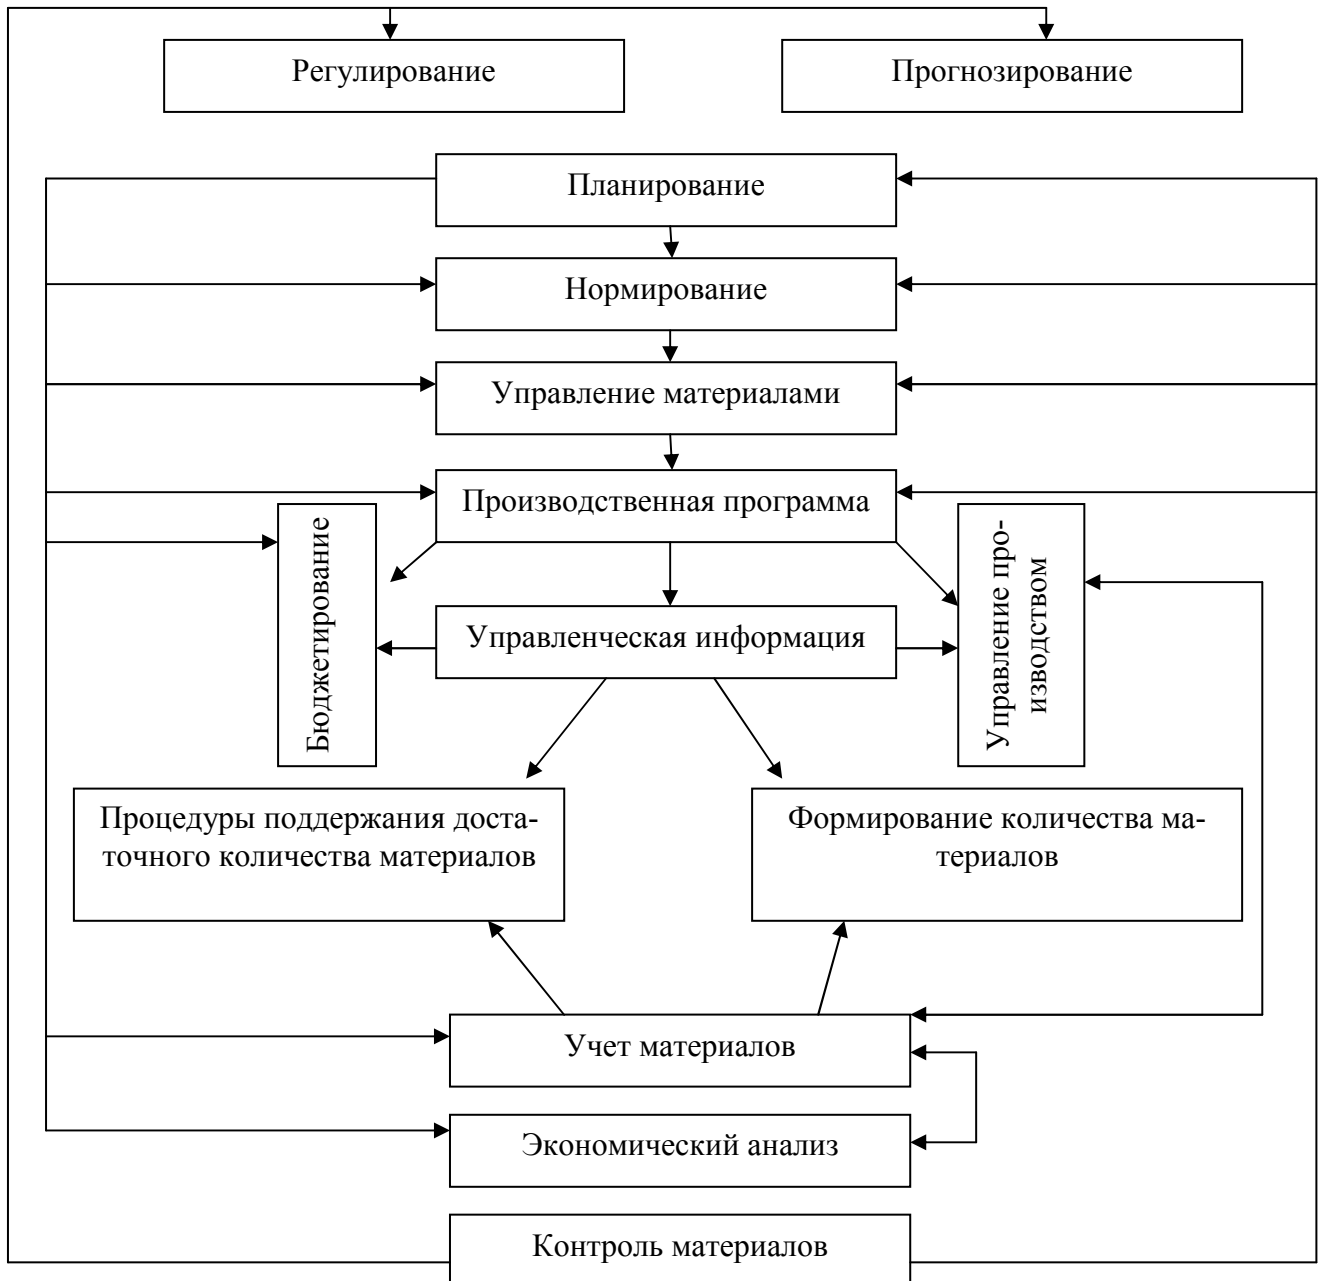 Регулирование
Прогнозирование
Планирование
Нормирование
Управление материалами
Производственная программа
Бюджетирование
Управление про-
изводством
Управленческая информация
Процедуры поддержания доста-
точного количества материалов
Формирование количества ма-
териалов
Учет материалов
Экономический анализ
Контроль материалов